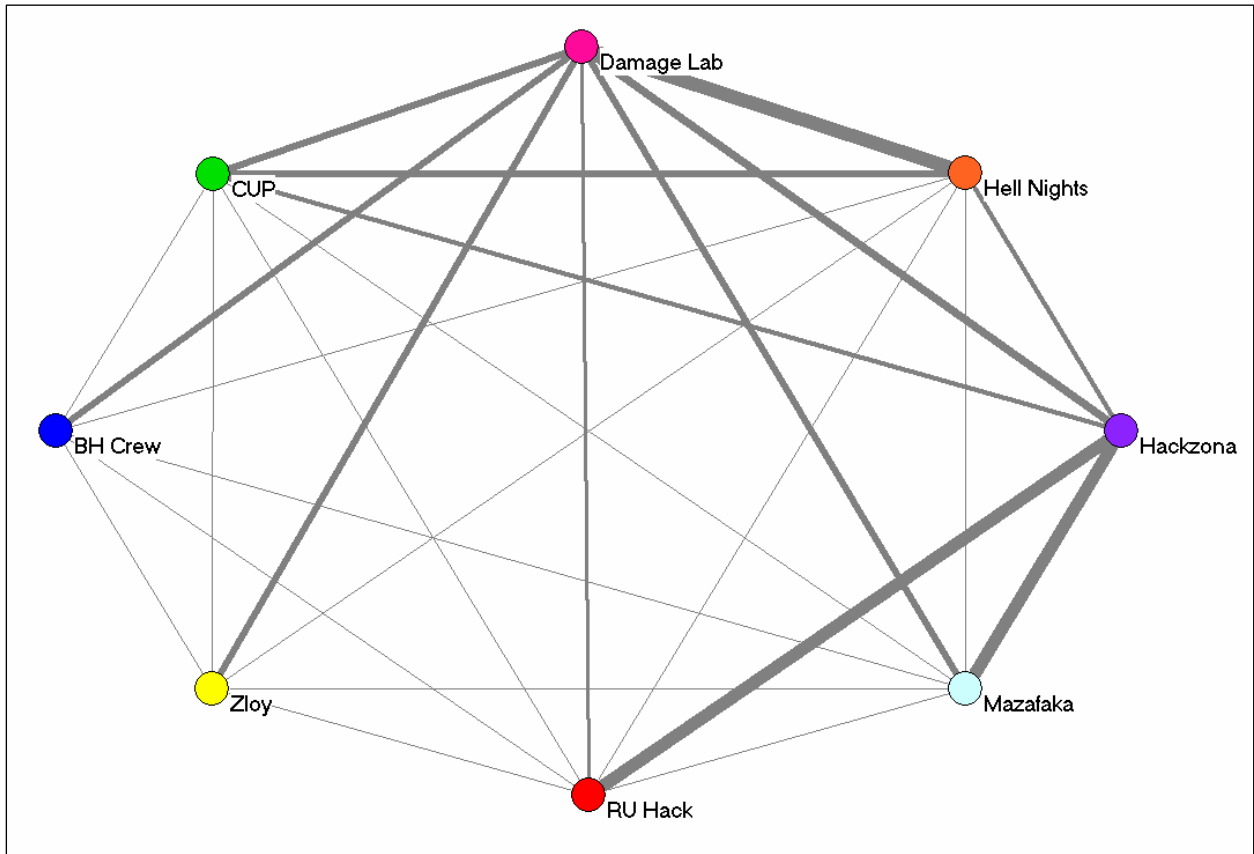 Damage Lab
CUP
Hell Nights
BH Crew
Hackzona
Zloy
Mazafaka
RU Hack